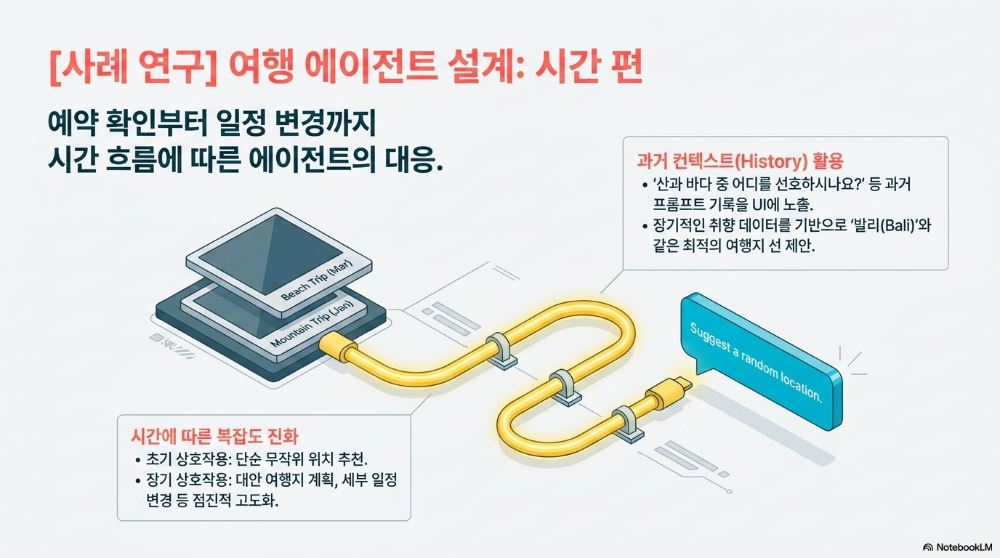 [사례 연구] 여행 에이전트 설계: 시간 편
예약 확인부터 일정 변경까지
시간 흐름에 따른 에이전트의 대응.
과거 컨텍스트(History) 활용
• ‘산과 바다 중 어디를 선호하시나요?’ 등 과거
프롬프트 기록을 UI에 노출.
• 장기적인 취향 데이터를 기반으로 ‘발리(Bali)’와
같은 최적의 여행지 선 제안.
Beach Trip (Mar)
Mountain Trip (Jan)
Suggest a random location.
시간에 따른 복잡도 진화
• 초기 상호작용: 단순 무작위 위치 추천.
• 장기 상호작용: 대안 여행지 계획, 세부 일정
변경 등 점진적 고도화.
NotebookLM